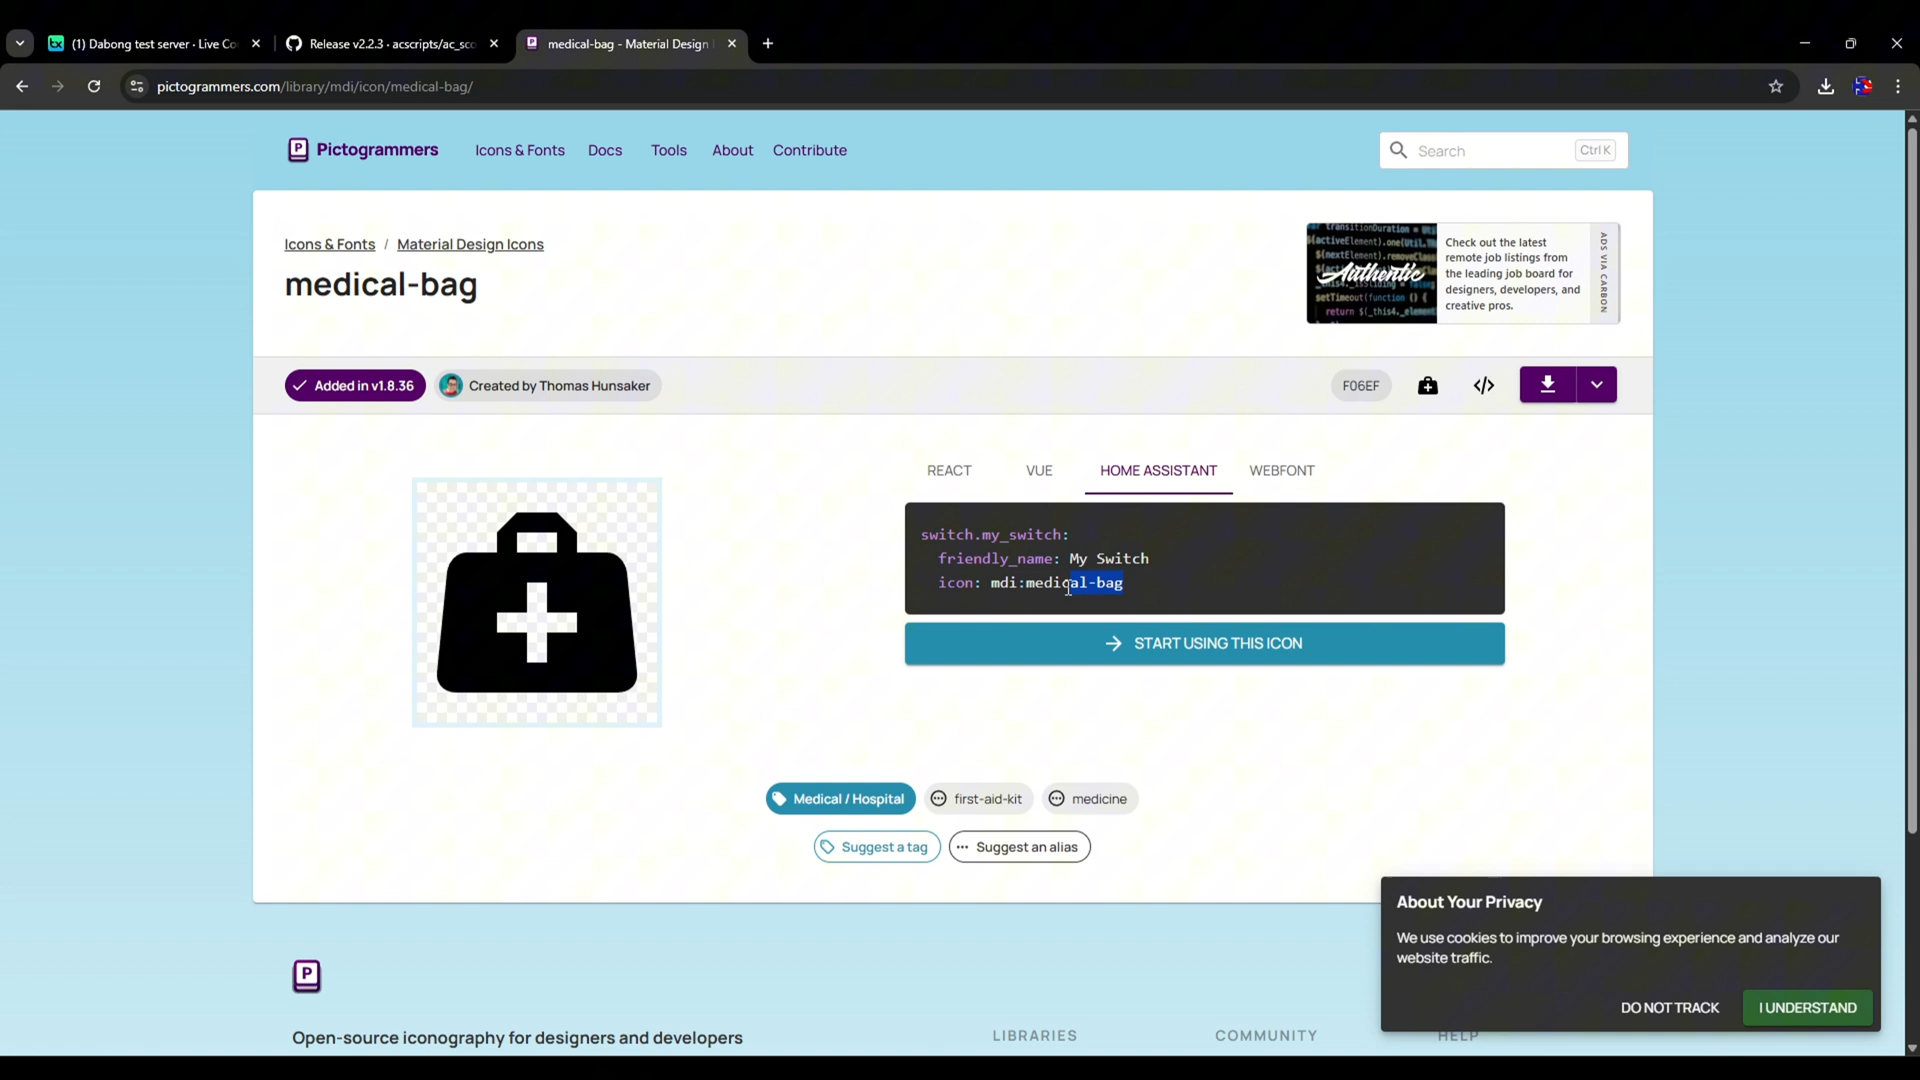 (1) Dabong test server · Live Co
Release v2.2.3 · acscripts/ac_sco
medical-bag - Material Design
pictogrammers.com/library/mdi/icon/medical-bag/
P
Pictogrammers
Icons & Fonts
Docs
Tools
About
Contribute
Search
Ctrl K
Icons & Fonts / Material Design Icons
medical-bag
Authentic
Check out the latest
remote job listings from
the leading job board for
designers, developers, and
creative pros.
ADS VIA CARBON
Added in v1.8.36
Created by Thomas Hunsaker
F06EF
REACT
VUE
HOME ASSISTANT
WEBFONT
switch.my_switch:
friendly_name: My Switch
icon: mdi:medical-bag
START USING THIS ICON
Medical / Hospital
first-aid-kit
medicine
Suggest a tag
Suggest an alias
About Your Privacy
We use cookies to improve your browsing experience and analyze our
website traffic.
DO NOT TRACK
I UNDERSTAND
P
Open-source iconography for designers and developers
LIBRARIES
COMMUNITY
HELP